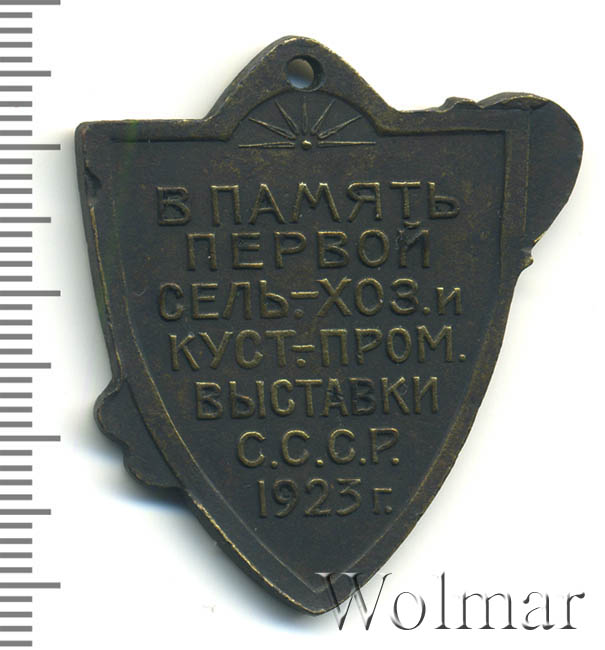 В ПАМЯТЬ
ПЕРВОЙ
СЕЛЬ.-ХОЗ. и
КУСТ.-ПРОМ.
ВЫСТАВКИ
С.С.С.Р.
1923 г.
Wolmar